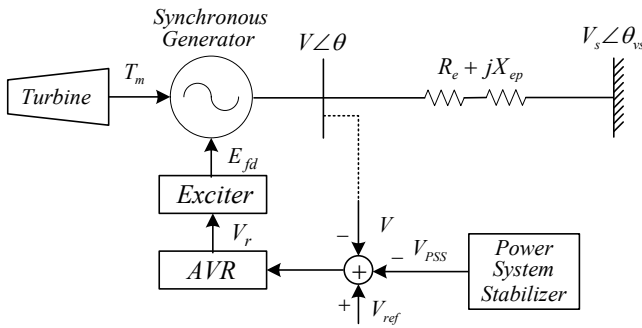 Synchronous
Generator
V∠θ
V_s∠θ_vs
R_e + jX_ep
T_m
Turbine
E_fd
Exciter
V
V_r
−
−
V_PSS
Power
System
Stabilizer
AVR
+
+
V_ref